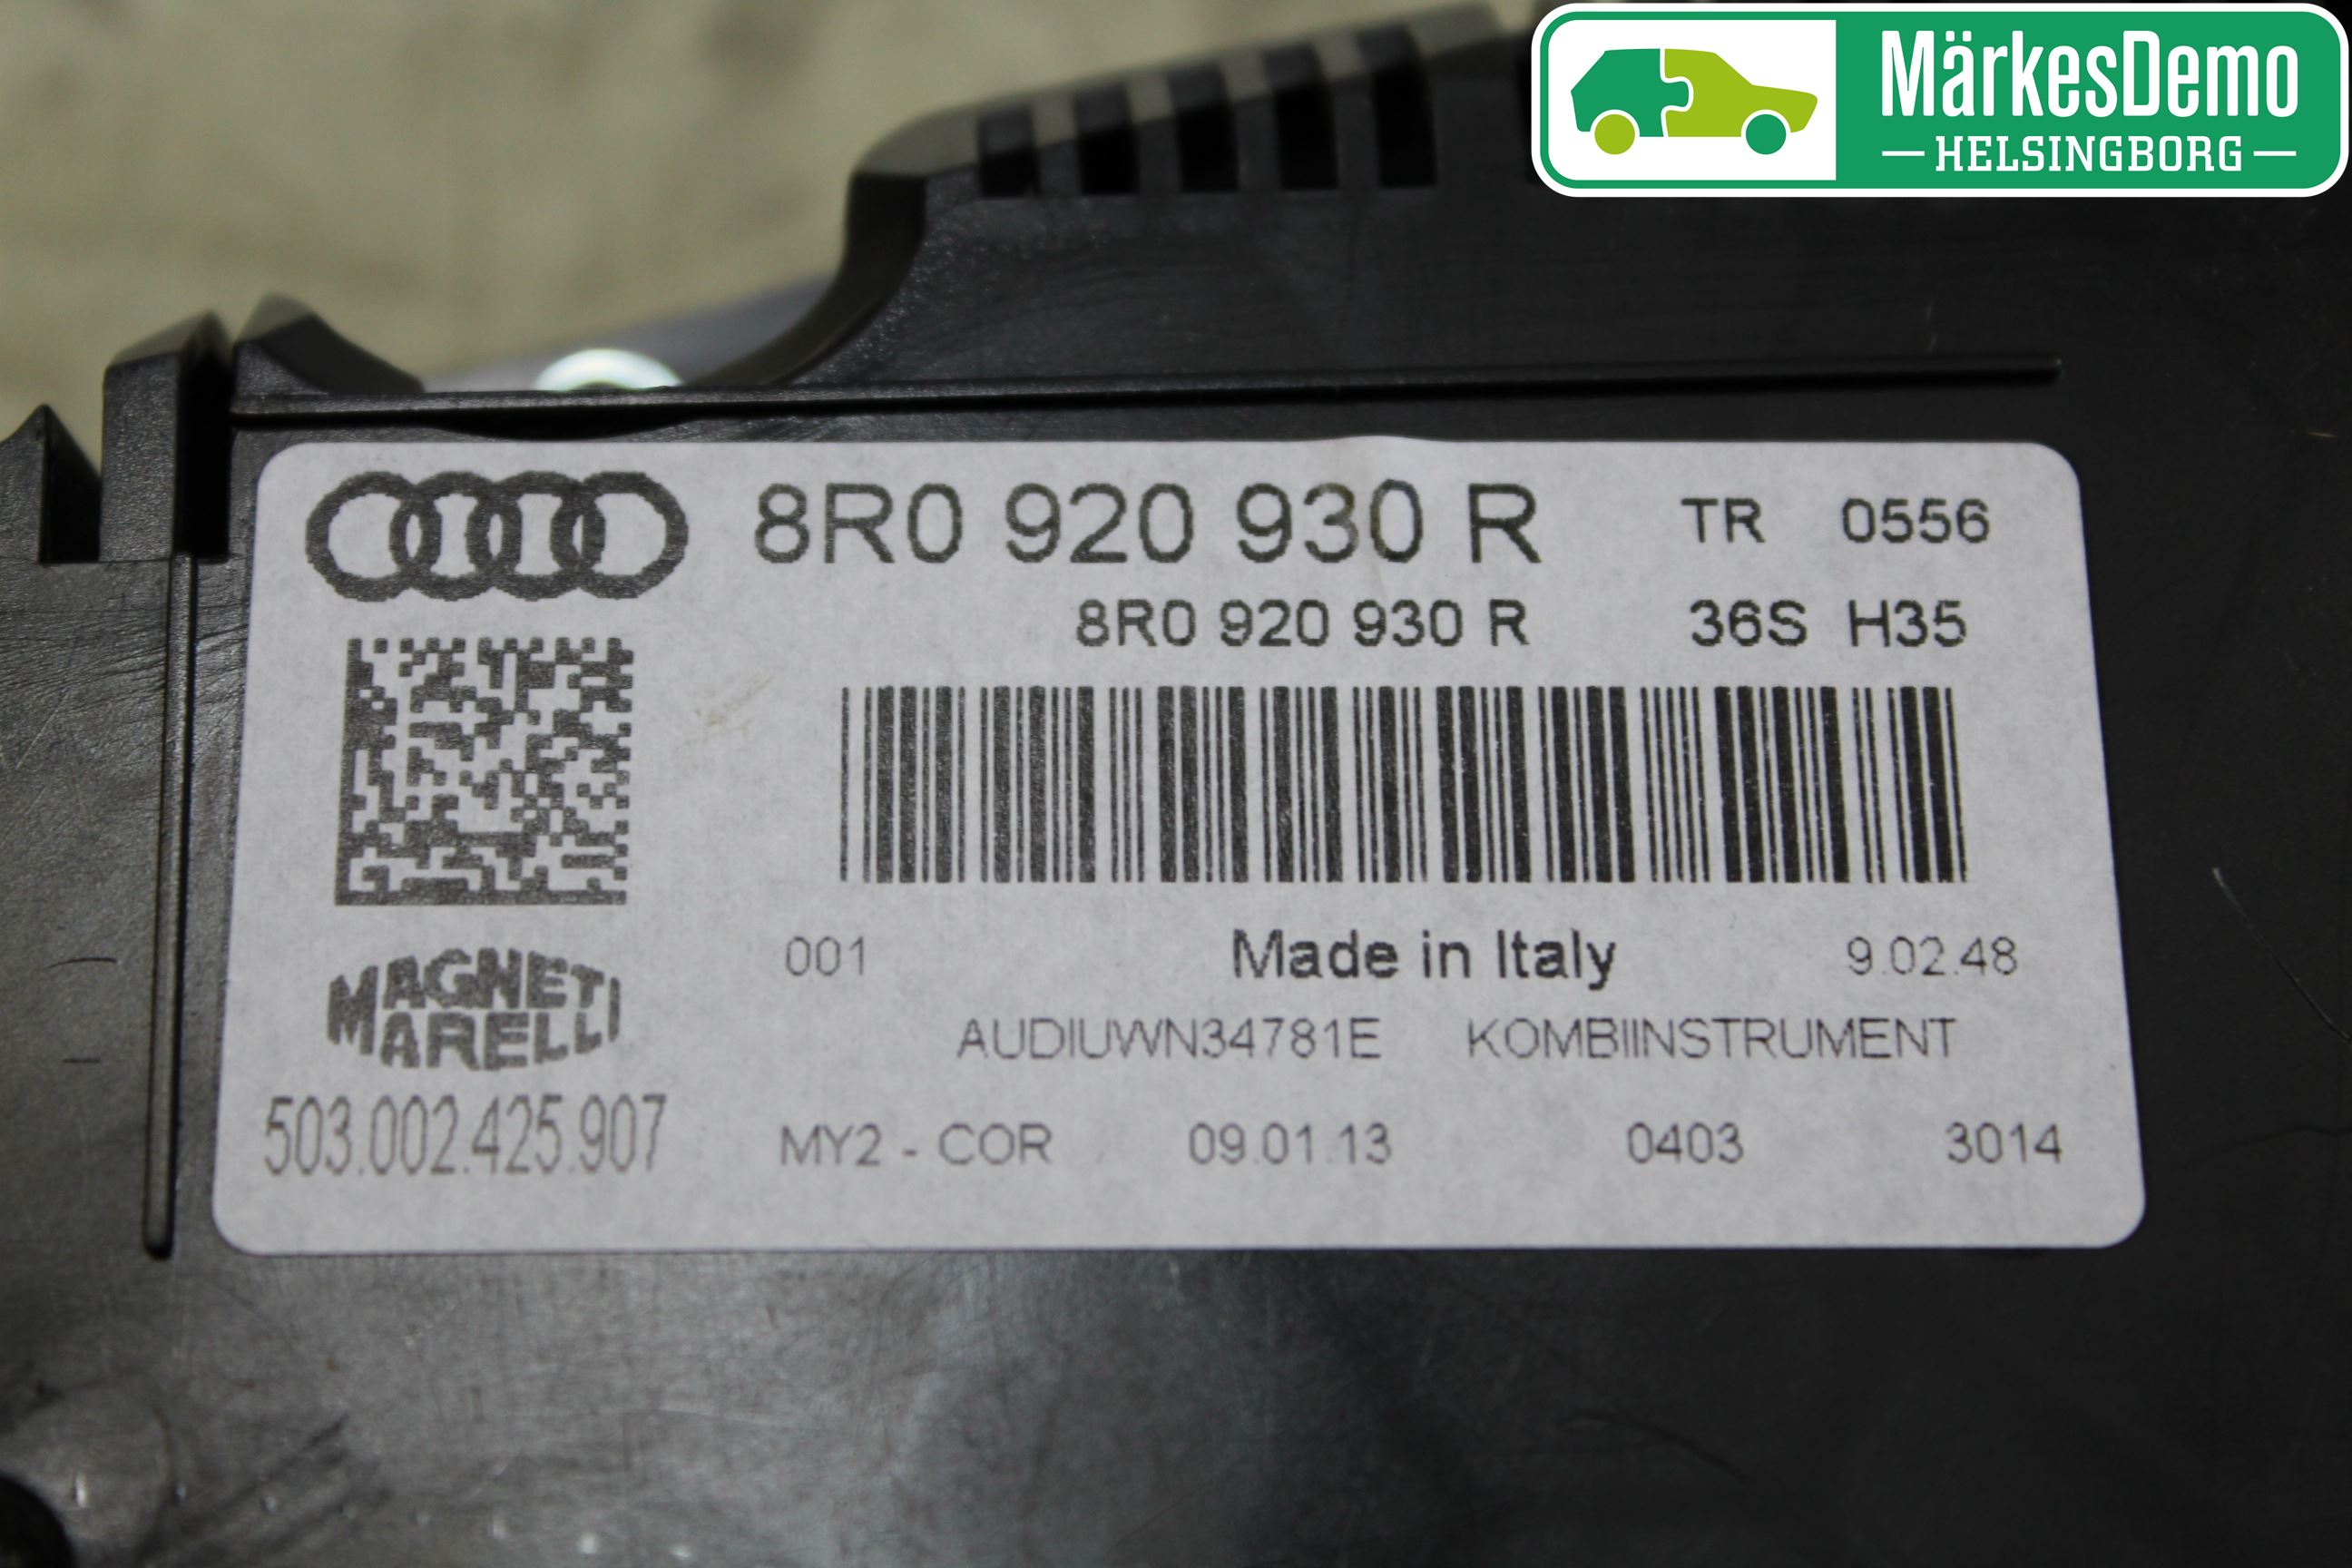 MärkesDemo
HELSINGBORG
8R0 920 930 R TR 0556
8R0 920 930 R 36S H35
001 Made in Italy 9.02.48
MAGNETI
MARELLI
AUDIUWN34781E KOMBIINSTRUMENT
503.002.425.907 MY2 - COR 09.01.13 0403 3014